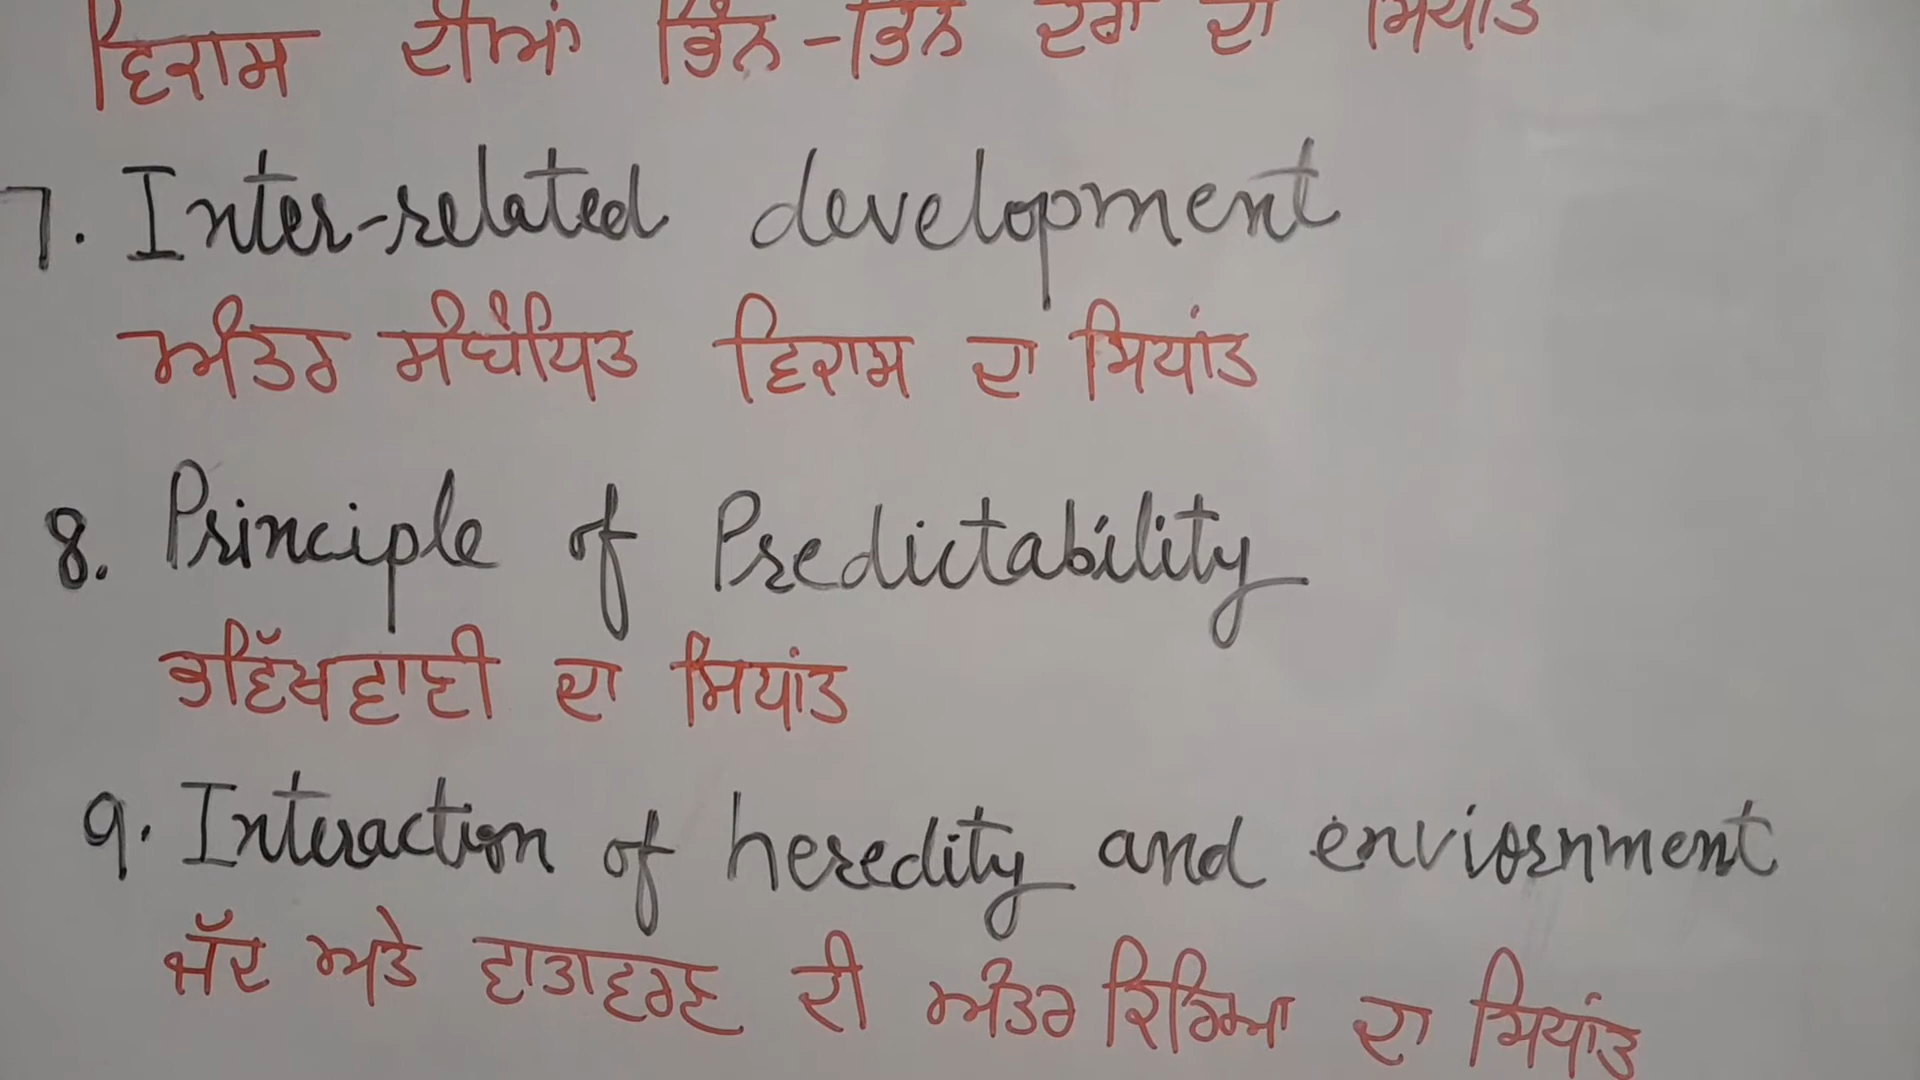 ਵਿਕਾਸ ਦੀਆਂ ਭਿੰਨ-ਭਿੰਨ ਦਰਾਂ ਦਾ ਸਿਧਾਂਤ
7. Inter-related development
ਅੰਤਰ ਸੰਬੰਧਿਤ ਵਿਕਾਸ ਦਾ ਸਿਧਾਂਤ
8. Principle of Predictability
ਭਵਿੱਖਵਾਣੀ ਦਾ ਸਿਧਾਂਤ
9. Interaction of heredity and enviornment
ਜੱਦ ਅਤੇ ਵਾਤਾਵਰਣ ਦੀ ਅੰਤਰ ਕਿਰਿਆ ਦਾ ਸਿਧਾਂਤ